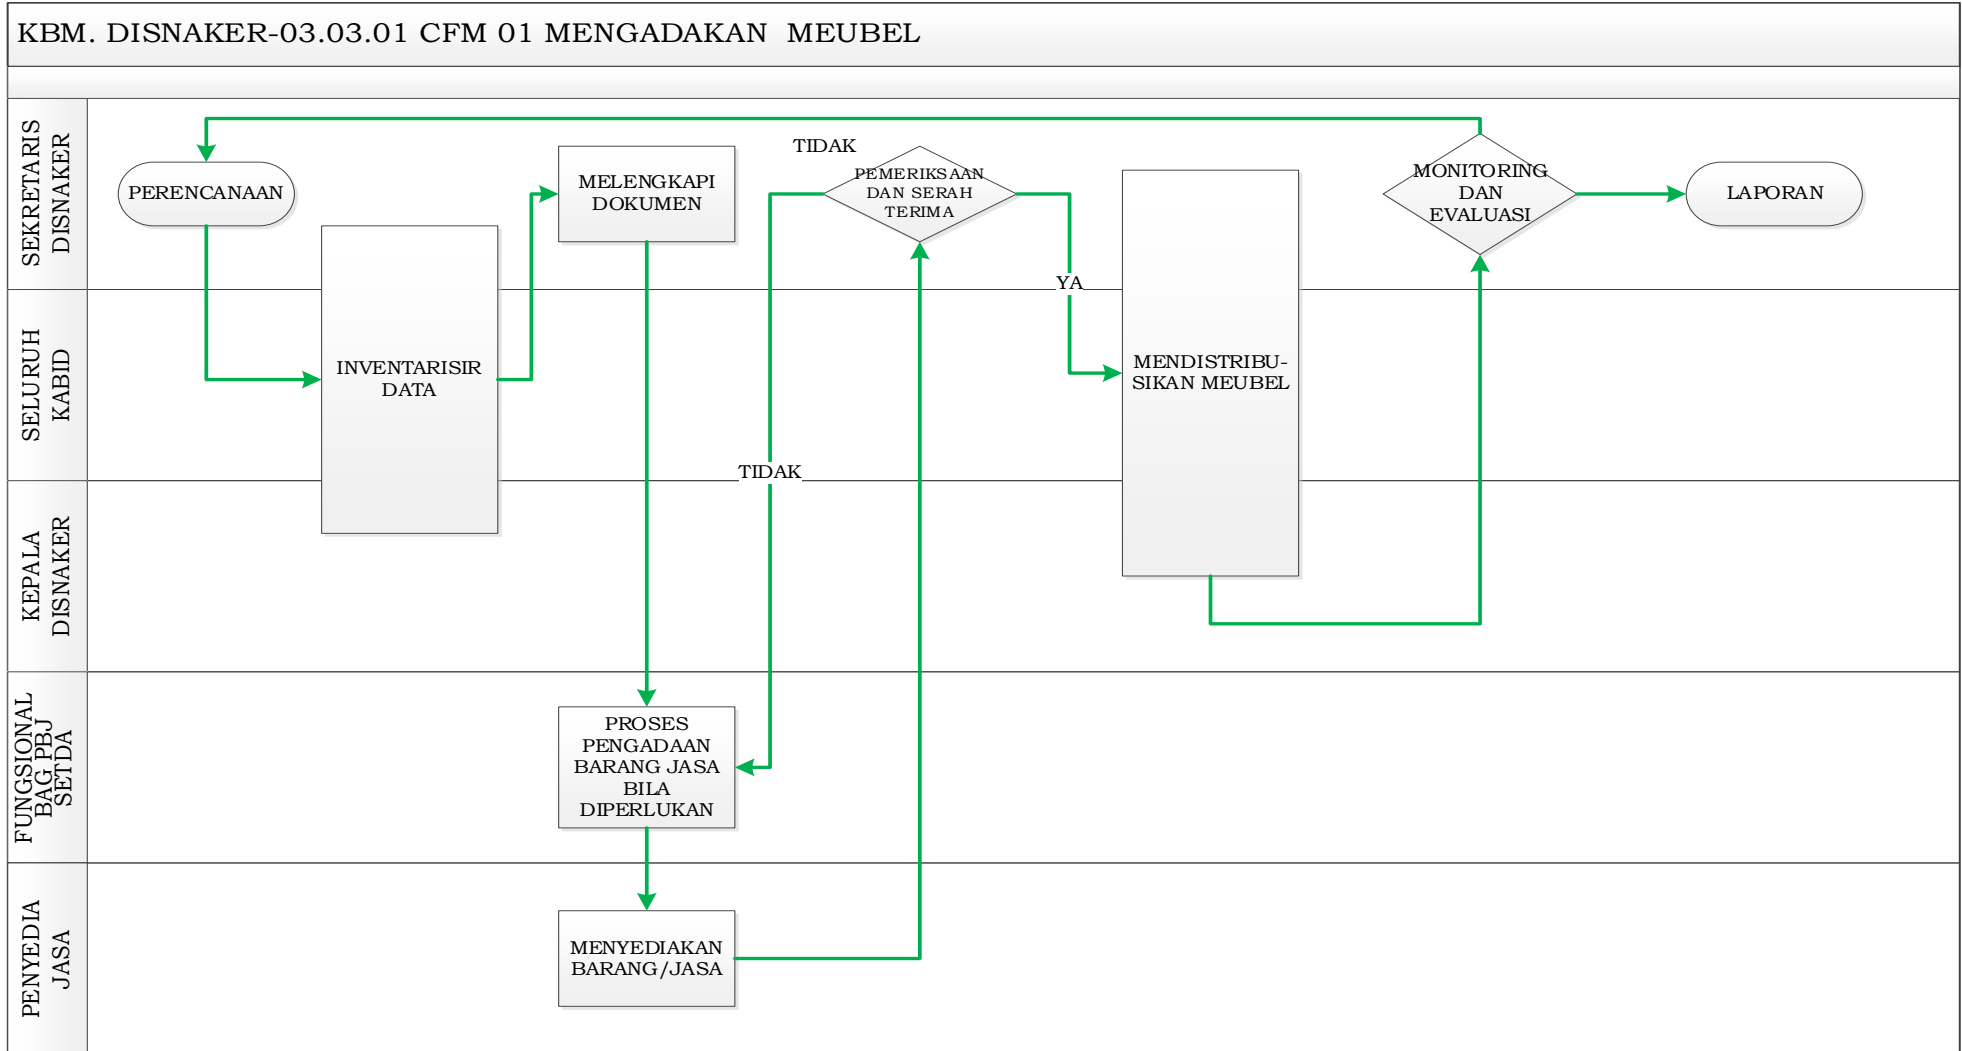 KBM. DISNAKER-03.03.01 CFM 01 MENGADAKAN  MEUBEL
SEKRETARIS
DISNAKER
PERENCANAAN
MELENGKAPI
DOKUMEN
TIDAK
PEMERIKSAAN
DAN SERAH
TERIMA
MONITORING
DAN
EVALUASI
LAPORAN
YA
SELURUH
KABID
INVENTARISIR
DATA
MENDISTRIBU-
SIKAN MEUBEL
TIDAK
KEPALA
DISNAKER
FUNGSIONAL
BAG PBJ
SETDA
PROSES
PENGADAAN
BARANG JASA
BILA
DIPERLUKAN
PENYEDIA
JASA
MENYEDIAKAN
BARANG/JASA